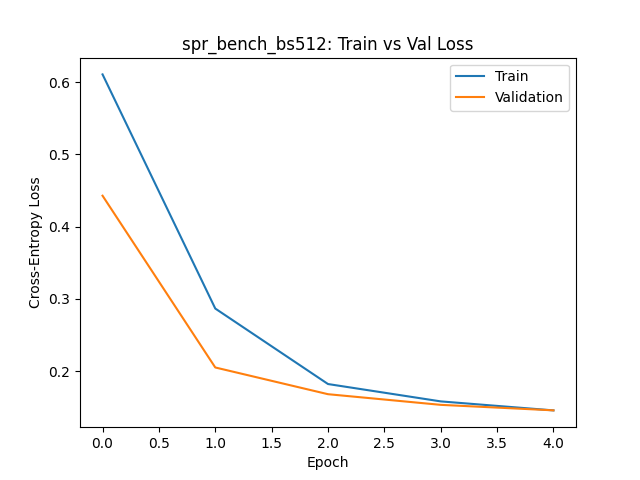 spr_bench_bs512: Train vs Val Loss
Train
Validation
Cross-Entropy Loss
0.6
0.5
0.4
0.3
0.2
0.0 0.5 1.0 1.5 2.0 2.5 3.0 3.5 4.0
Epoch